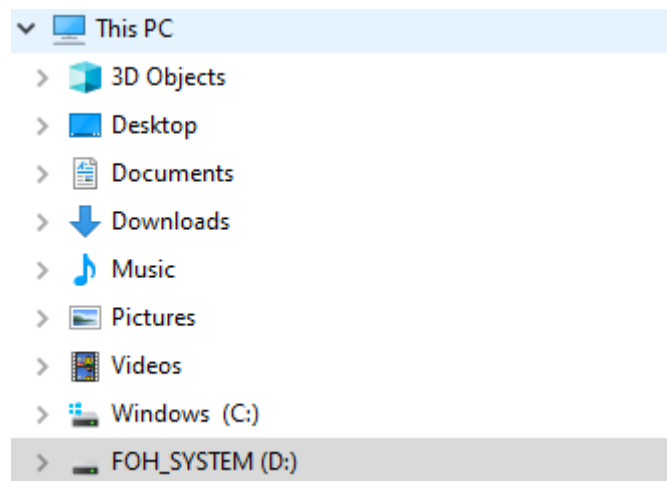 This PC
3D Objects
Desktop
Documents
Downloads
Music
Pictures
Videos
Windows  (C:)
FOH_SYSTEM (D:)